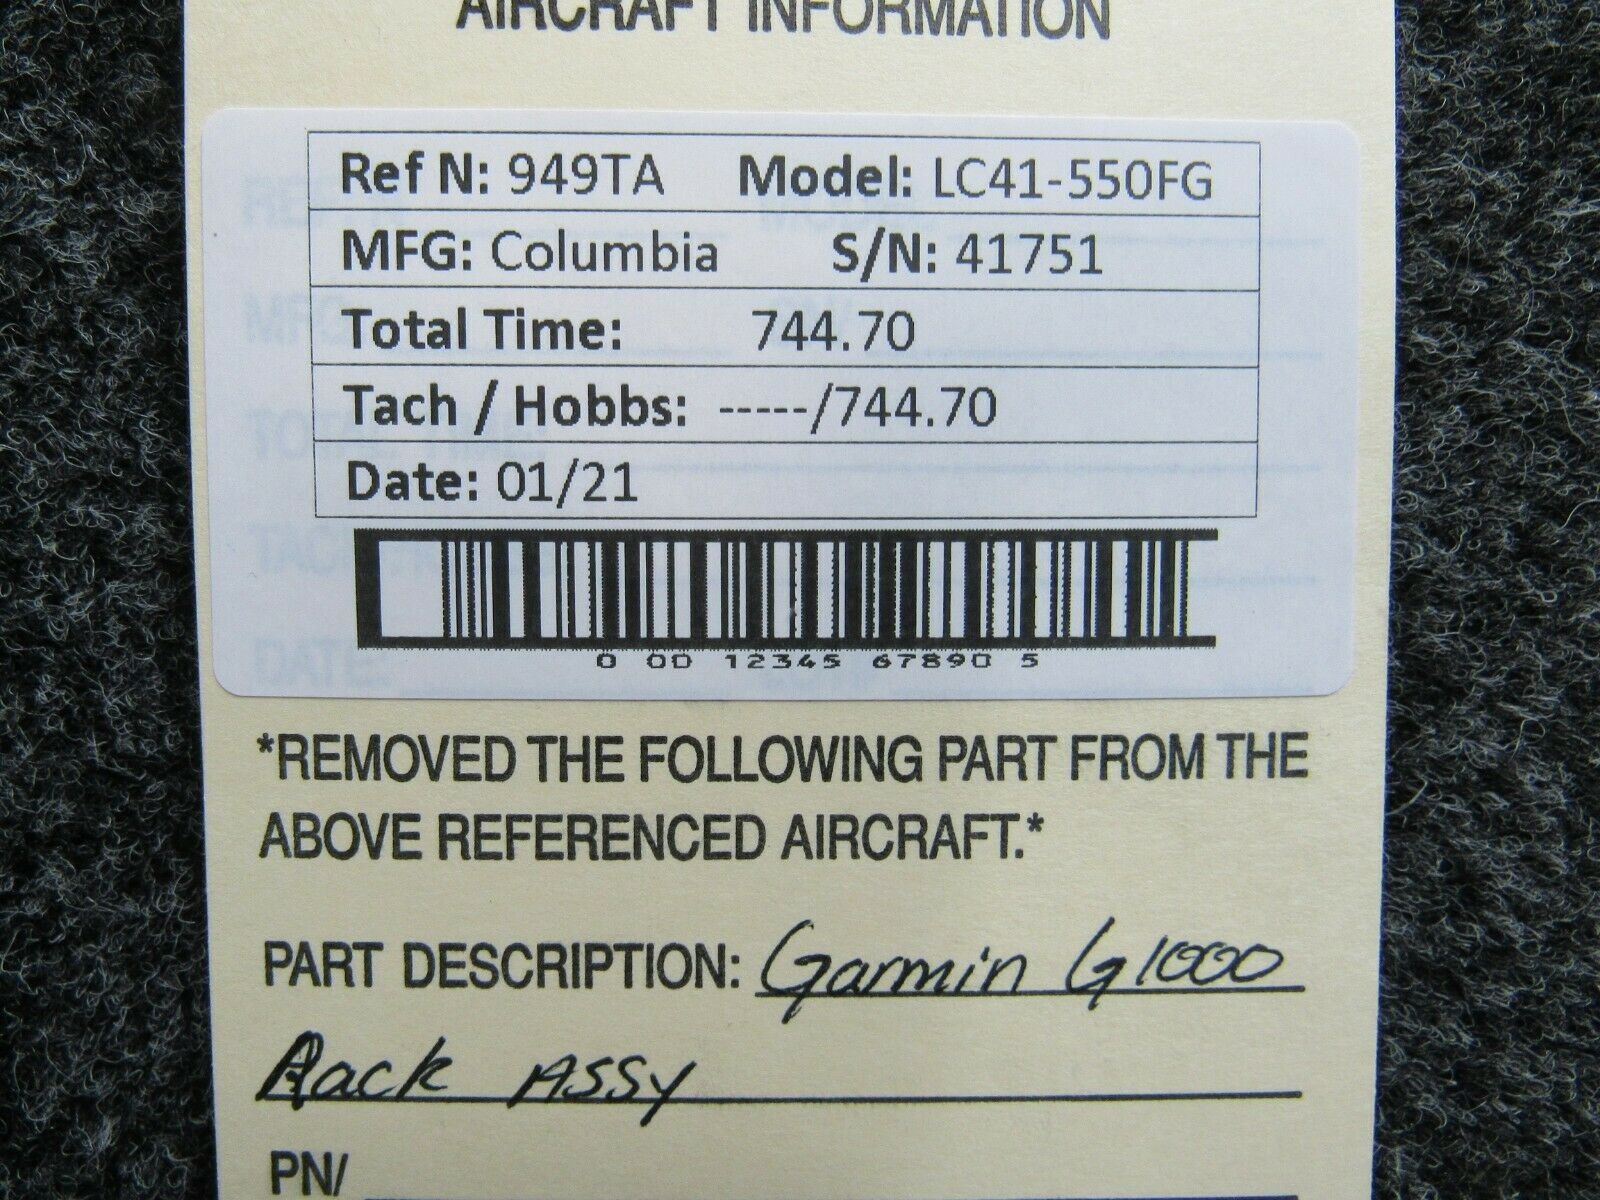 AIRCRAFT INFORMATION
Ref N: 949TA Model: LC41-550FG
MFG: Columbia S/N: 41751
Total Time: 744.70
Tach / Hobbs: -----/744.70
Date: 01/21
0 00 12345 67890 5
*REMOVED THE FOLLOWING PART FROM THE
ABOVE REFERENCED AIRCRAFT.*
PART DESCRIPTION: Garmin G1000
Rack ASSY
PN/